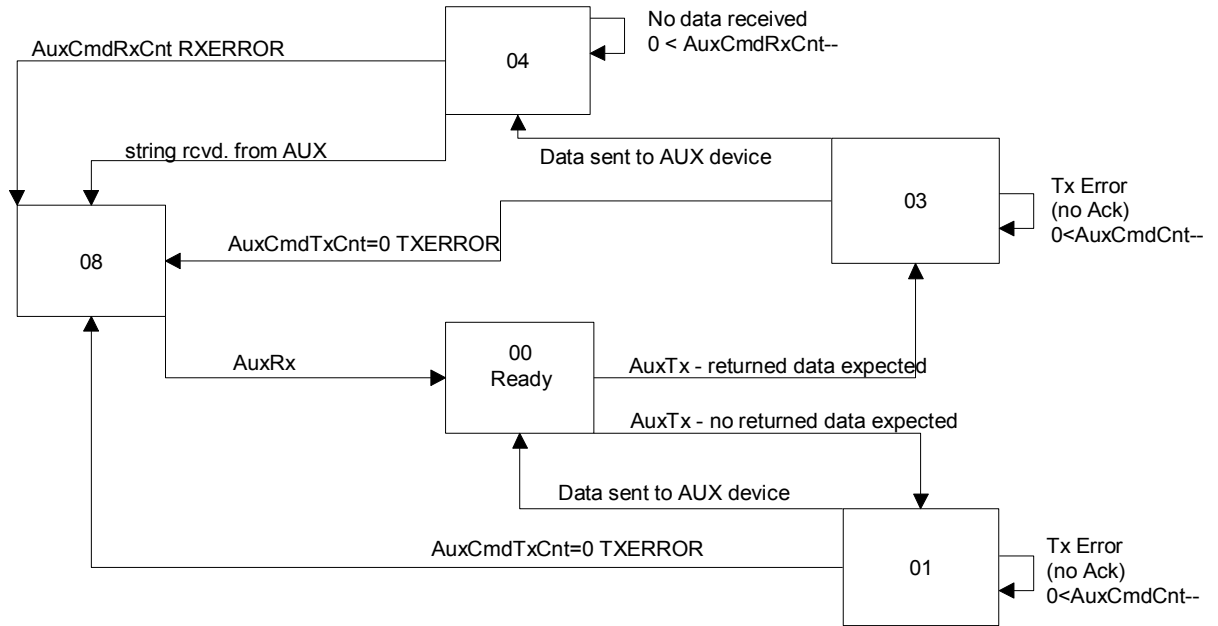 No data received
0 < AuxCmdRxCnt--
AuxCmdRxCnt RXERROR
04
string rcvd. from AUX
Data sent to AUX device
03
Tx Error
(no Ack)
0<AuxCmdCnt--
AuxCmdTxCnt=0 TXERROR
08
00
Ready
AuxRx
AuxTx - returned data expected
AuxTx - no returned data expected
Data sent to AUX device
AuxCmdTxCnt=0 TXERROR
01
Tx Error
(no Ack)
0<AuxCmdCnt--